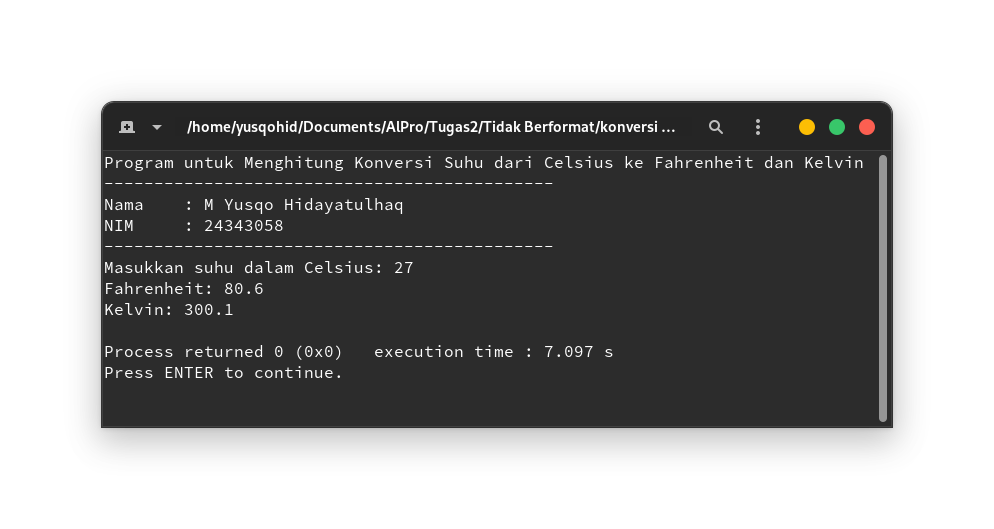 /home/yusqohid/Documents/AlPro/Tugas2/Tidak Berformat/konversi ...
Program untuk Menghitung Konversi Suhu dari Celsius ke Fahrenheit dan Kelvin
---------------------------------------------
Nama    : M Yusqo Hidayatulhaq
NIM     : 24343058
---------------------------------------------
Masukkan suhu dalam Celsius: 27
Fahrenheit: 80.6
Kelvin: 300.1

Process returned 0 (0x0)   execution time : 7.097 s
Press ENTER to continue.